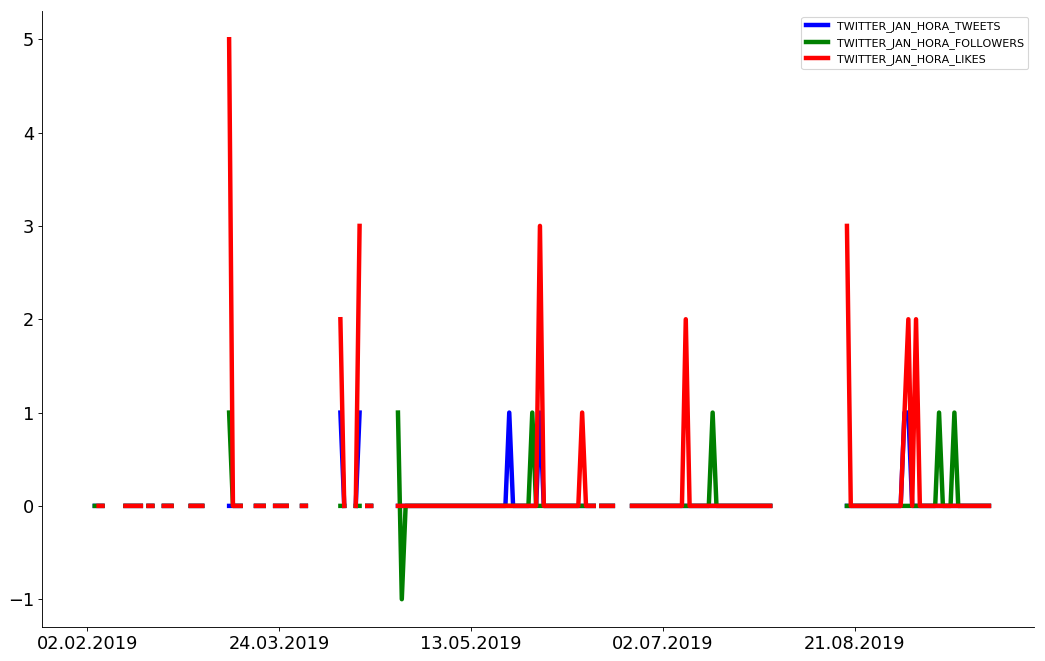 TWITTER_JAN_HORA_TWEETS
TWITTER_JAN_HORA_FOLLOWERS
TWITTER_JAN_HORA_LIKES
5
4
3
2
1
0
−1
02.02.2019 24.03.2019 13.05.2019 02.07.2019 21.08.2019